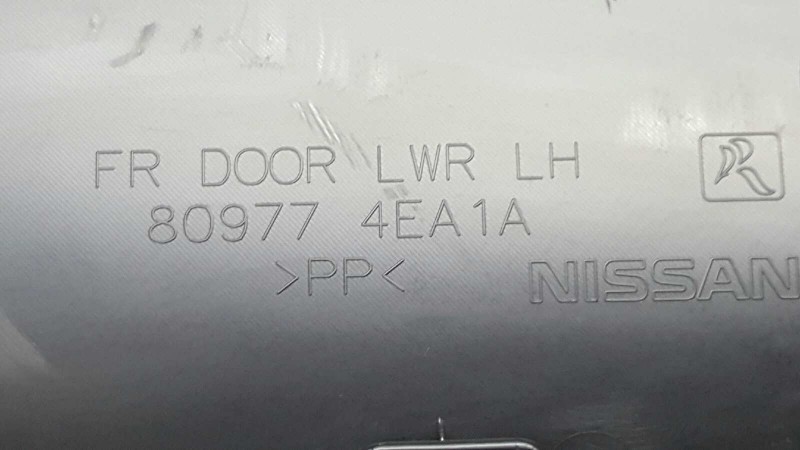 FR DOOR LWR LH
80977 4EA1A
>PP<
NISSAN